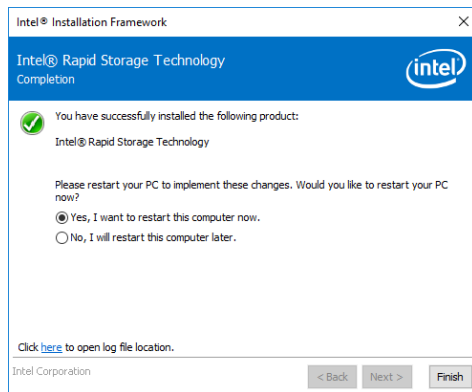 Intel® Installation Framework
Intel® Rapid Storage Technology
Completion
intel
You have successfully installed the following product:
Intel® Rapid Storage Technology
Please restart your PC to implement these changes. Would you like to restart your PC
now?
Yes, I want to restart this computer now.
No, I will restart this computer later.
Click here to open log file location.
Intel Corporation
< Back
Next >
Finish